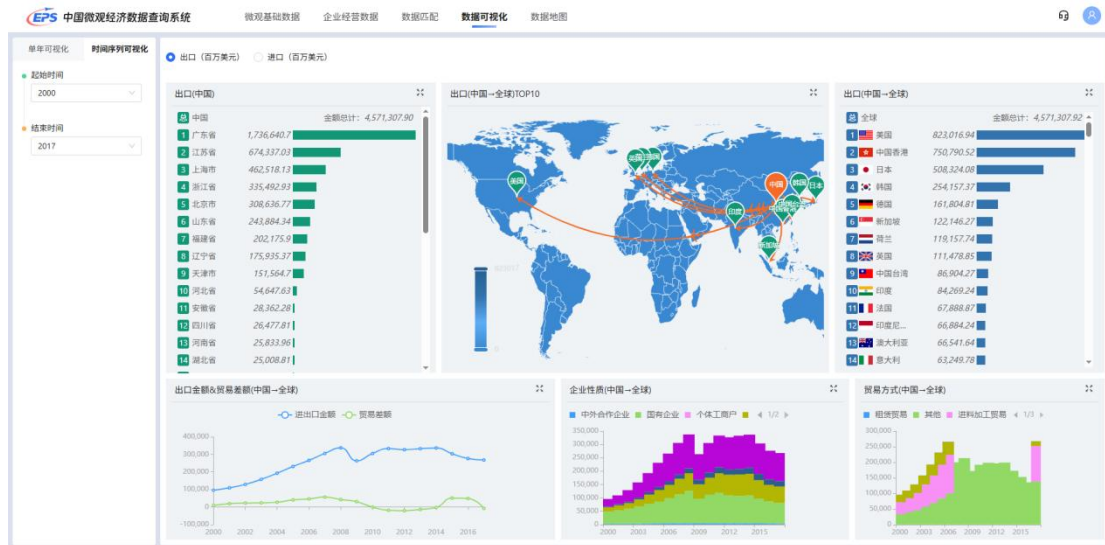 EPS 中国微观经济数据查询系统 微观基础数据 企业经营数据 数据匹配 数据可视化 数据地图
单年可视化 时间序列可视化
起始时间
2000
结束时间
2017
出口（百万美元） 进口（百万美元）
出口(中国)
总 中国 金额总计：4,571,307.90
1 广东省 1,736,640.7
2 江苏省 674,337.03
3 上海市 462,518.13
4 浙江省 335,492.93
5 北京市 308,636.77
6 山东省 243,884.34
7 福建省 202,175.9
8 辽宁省 175,935.37
9 天津市 151,564.7
10 河北省 54,647.63
11 安徽省 28,362.28
12 四川省 26,477.81
13 河南省 25,833.96
14 湖北省 25,008.81
出口(中国→全球)TOP10
美国
英国
德国
中国
韩国
日本
印度
新加坡
0
出口(中国→全球)
总 全球 金额总计：4,571,307.92
1 美国 823,016.94
2 中国香港 750,790.52
3 日本 508,324.08
4 韩国 254,157.37
5 德国 161,804.81
6 新加坡 122,146.27
7 荷兰 119,157.74
8 英国 111,478.85
9 中国台湾 86,904.27
10 印度 84,269.24
11 法国 67,888.87
12 印度尼... 66,884.24
13 澳大利亚 66,541.64
14 意大利 63,249.78
出口金额&贸易差额(中国→全球)
进出口金额 贸易差额
400,000
300,000
200,000
100,000
0
-100,000
2000 2002 2004 2006 2008 2010 2012 2014 2016
企业性质(中国→全球)
中外合作企业 国有企业 个体工商户 1/2
350,000
300,000
250,000
200,000
150,000
100,000
50,000
0
2000 2003 2006 2009 2012 2015
贸易方式(中国→全球)
租赁贸易 其他 进料加工贸易 1/3
300,000
250,000
200,000
150,000
100,000
50,000
0
2000 2003 2006 2009 2012 2015